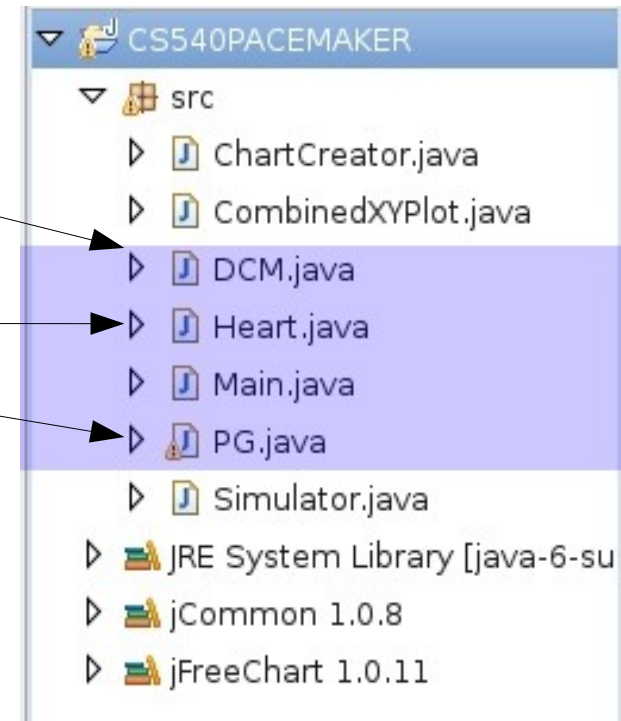 CS540PACEMAKER
src
ChartCreator.java
CombinedXYPlot.java
DCM.java
Heart.java
Main.java
PG.java
Simulator.java
JRE System Library [java-6-su
jCommon 1.0.8
jFreeChart 1.0.11